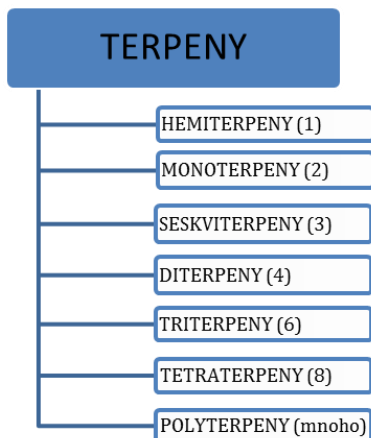 TERPENY
HEMITERPENY (1)
MONOTERPENY (2)
SESKVITERPENY (3)
DITERPENY (4)
TRITERPENY (6)
TETRATERPENY (8)
POLYTERPENY (mnoho)